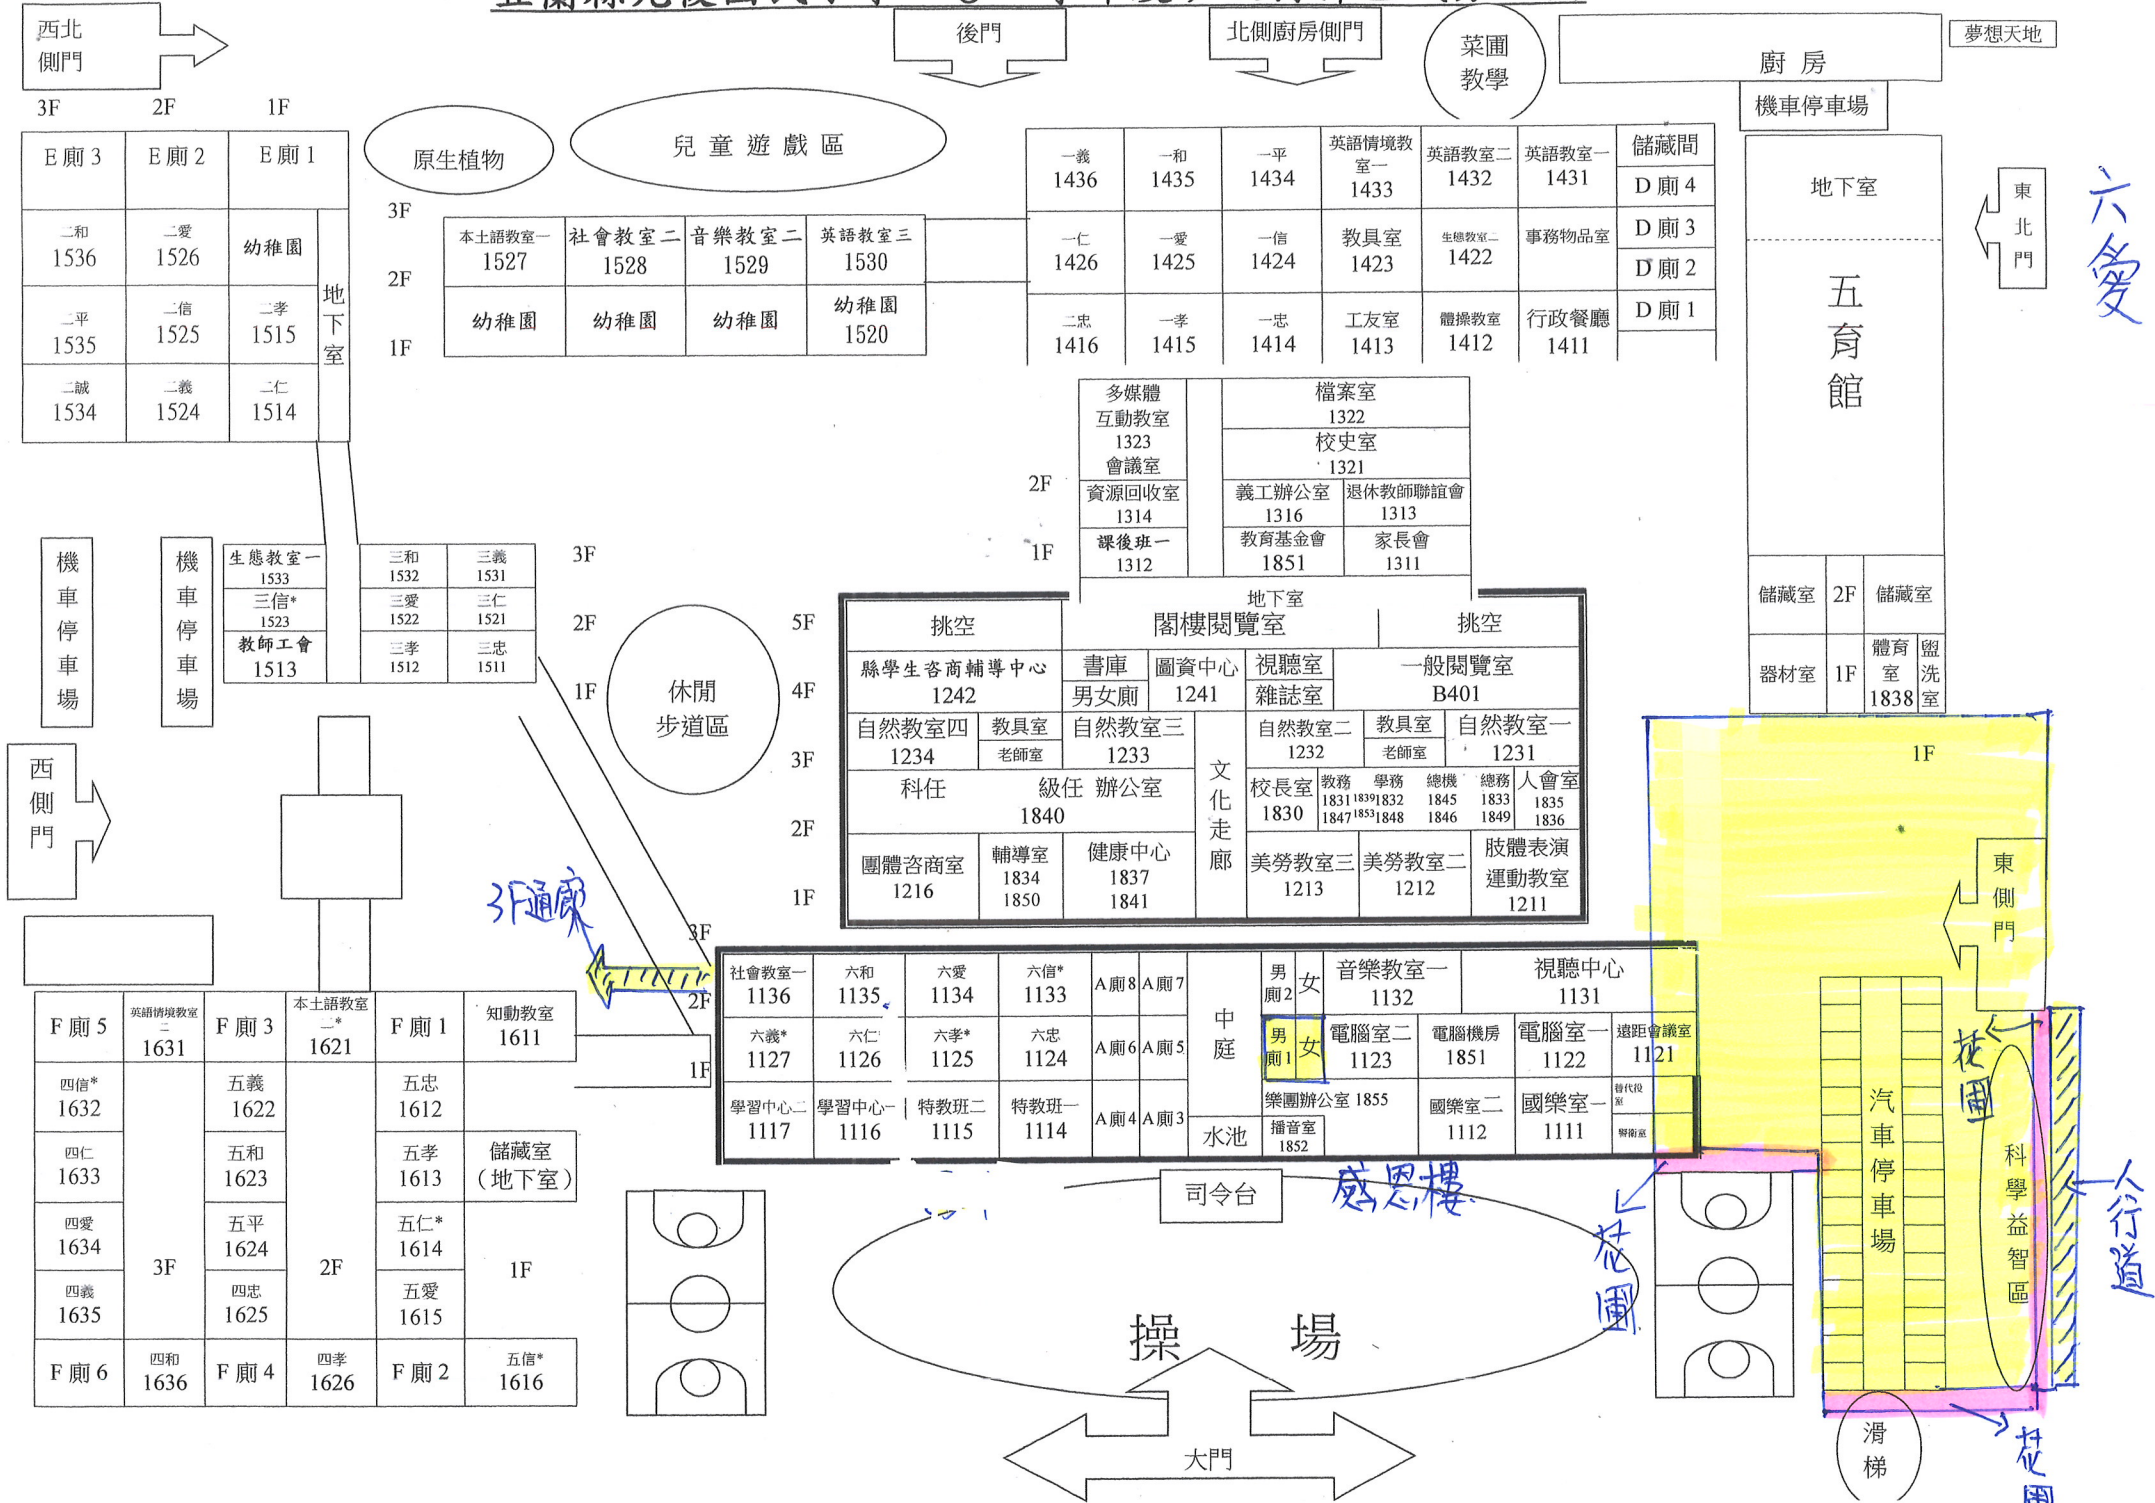 西北
側門
後門
北側廚房側門
菜圃
教學
廚 房
夢想天地
機車停車場
3F 2F 1F
E 廁 3 E 廁 2 E 廁 1
二和
1536
二愛
1526
幼稚園
二平
1535
二信
1525
二孝
1515
二誠
1534
二義
1524
二仁
1514
地下室
原生植物
兒 童 遊 戲 區
3F
2F
1F
本土語教室一
1527
社會教室二
1528
音樂教室二
1529
英語教室三
1530
幼稚園 幼稚園 幼稚園
幼稚園
1520
一義
1436
一和
1435
一平
1434
英語情境教
室一
1433
英語教室二
1432
英語教室一
1431
儲藏間
D 廁 4
一仁
1426
一愛
1425
一信
1424
教具室
1423
生態教室二
1422
事務物品室
D 廁 3
D 廁 2
二忠
1416
一孝
1415
一忠
1414
工友室
1413
體操教室
1412
行政餐廳
1411
D 廁 1
地下室
五育館
東北門
六愛
儲藏室 2F 儲藏室
器材室 1F
體育
室
1838
盥洗室
多媒體
互動教室
1323
會議室
檔案室
1322
校史室
1321
2F
資源回收室
1314
義工辦公室
1316
退休教師聯誼會
1313
1F
課後班一
1312
教育基金會
1851
家長會
1311
地下室
機車停車場
機車停車場
生態教室一
1533
三和
1532
三義
1531
3F
三信*
1523
三愛
1522
三仁
1521
2F
教師工會
1513
三孝
1512
三忠
1511
1F
休閒
步道區
西側門
5F
挑空 閣樓閱覽室 挑空
4F
縣學生咨商輔導中心
1242
書庫
男女廁
圖資中心
1241
視聽室
雜誌室
一般閱覽室
B401
3F
自然教室四
1234
教具室
老師室
自然教室三
1233
自然教室二
1232
教具室
老師室
自然教室一
1231
文化走廊
2F
科任 級任 辦公室
1840
校長室
1830
教務 學務 總機 總務
1831 1839 1832 1845 1833
1847 1853 1848 1846 1849
人會室
1835
1836
1F
團體咨商室
1216
輔導室
1834
1850
健康中心
1837
1841
美勞教室三
1213
美勞教室二
1212
肢體表演
運動教室
1211
1F
東側門
3F通廊
3F
社會教室一
1136
六和
1135
六愛
1134
六信*
1133
A廁8 A廁7
中庭
男廁2 女
音樂教室一
1132
視聽中心
1131
2F
六義*
1127
六仁
1126
六孝*
1125
六忠
1124
A廁6 A廁5
男廁1 女
電腦室二
1123
電腦機房
1851
電腦室一
1122
遠距會議室
1121
1F
學習中心二
1117
學習中心一
1116
特教班二
1115
特教班一
1114
A廁4 A廁3
水池
樂團辦公室 1855
播音室
1852
國樂室二
1112
國樂室一
1111
替代役
室
警衛室
感恩樓
司令台
操 場
大門
花圃
汽車停車場
花圃
科學益智區
人行道
花圃
滑梯
F 廁 5
英語情境教室
二
1631
F 廁 3
本土語教室
二*
1621
F 廁 1
知動教室
1611
四信*
1632
五義
1622
五忠
1612
四仁
1633
五和
1623
五孝
1613
儲藏室
(地下室)
四愛
1634
五平
1624
五仁*
1614
3F 2F 1F
四義
1635
四忠
1625
五愛
1615
F 廁 6
四和
1636
F 廁 4
四孝
1626
F 廁 2
五信*
1616